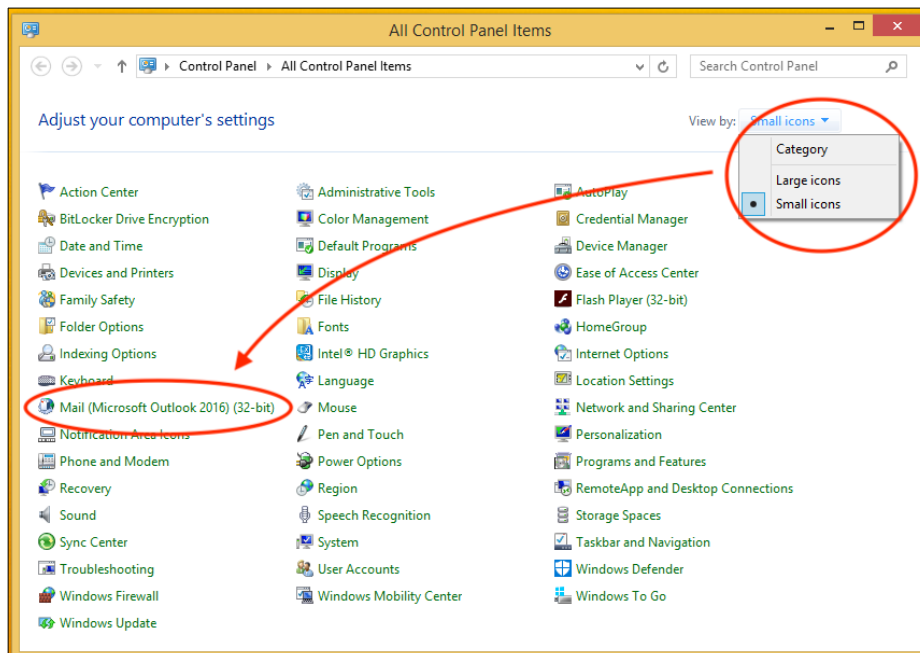 All Control Panel Items
Control Panel All Control Panel Items Search Control Panel
Adjust your computer's settings View by: Small icons
Category
Large icons
Small icons
Action Center Administrative Tools AutoPlay
BitLocker Drive Encryption Color Management Credential Manager
Date and Time Default Programs Device Manager
Devices and Printers Display Ease of Access Center
Family Safety File History Flash Player (32-bit)
Folder Options Fonts HomeGroup
Indexing Options Intel® HD Graphics Internet Options
Keyboard Language Location Settings
Mail (Microsoft Outlook 2016) (32-bit) Mouse Network and Sharing Center
Notification Area Icons Pen and Touch Personalization
Phone and Modem Power Options Programs and Features
Recovery Region RemoteApp and Desktop Connections
Sound Speech Recognition Storage Spaces
Sync Center System Taskbar and Navigation
Troubleshooting User Accounts Windows Defender
Windows Firewall Windows Mobility Center Windows To Go
Windows Update